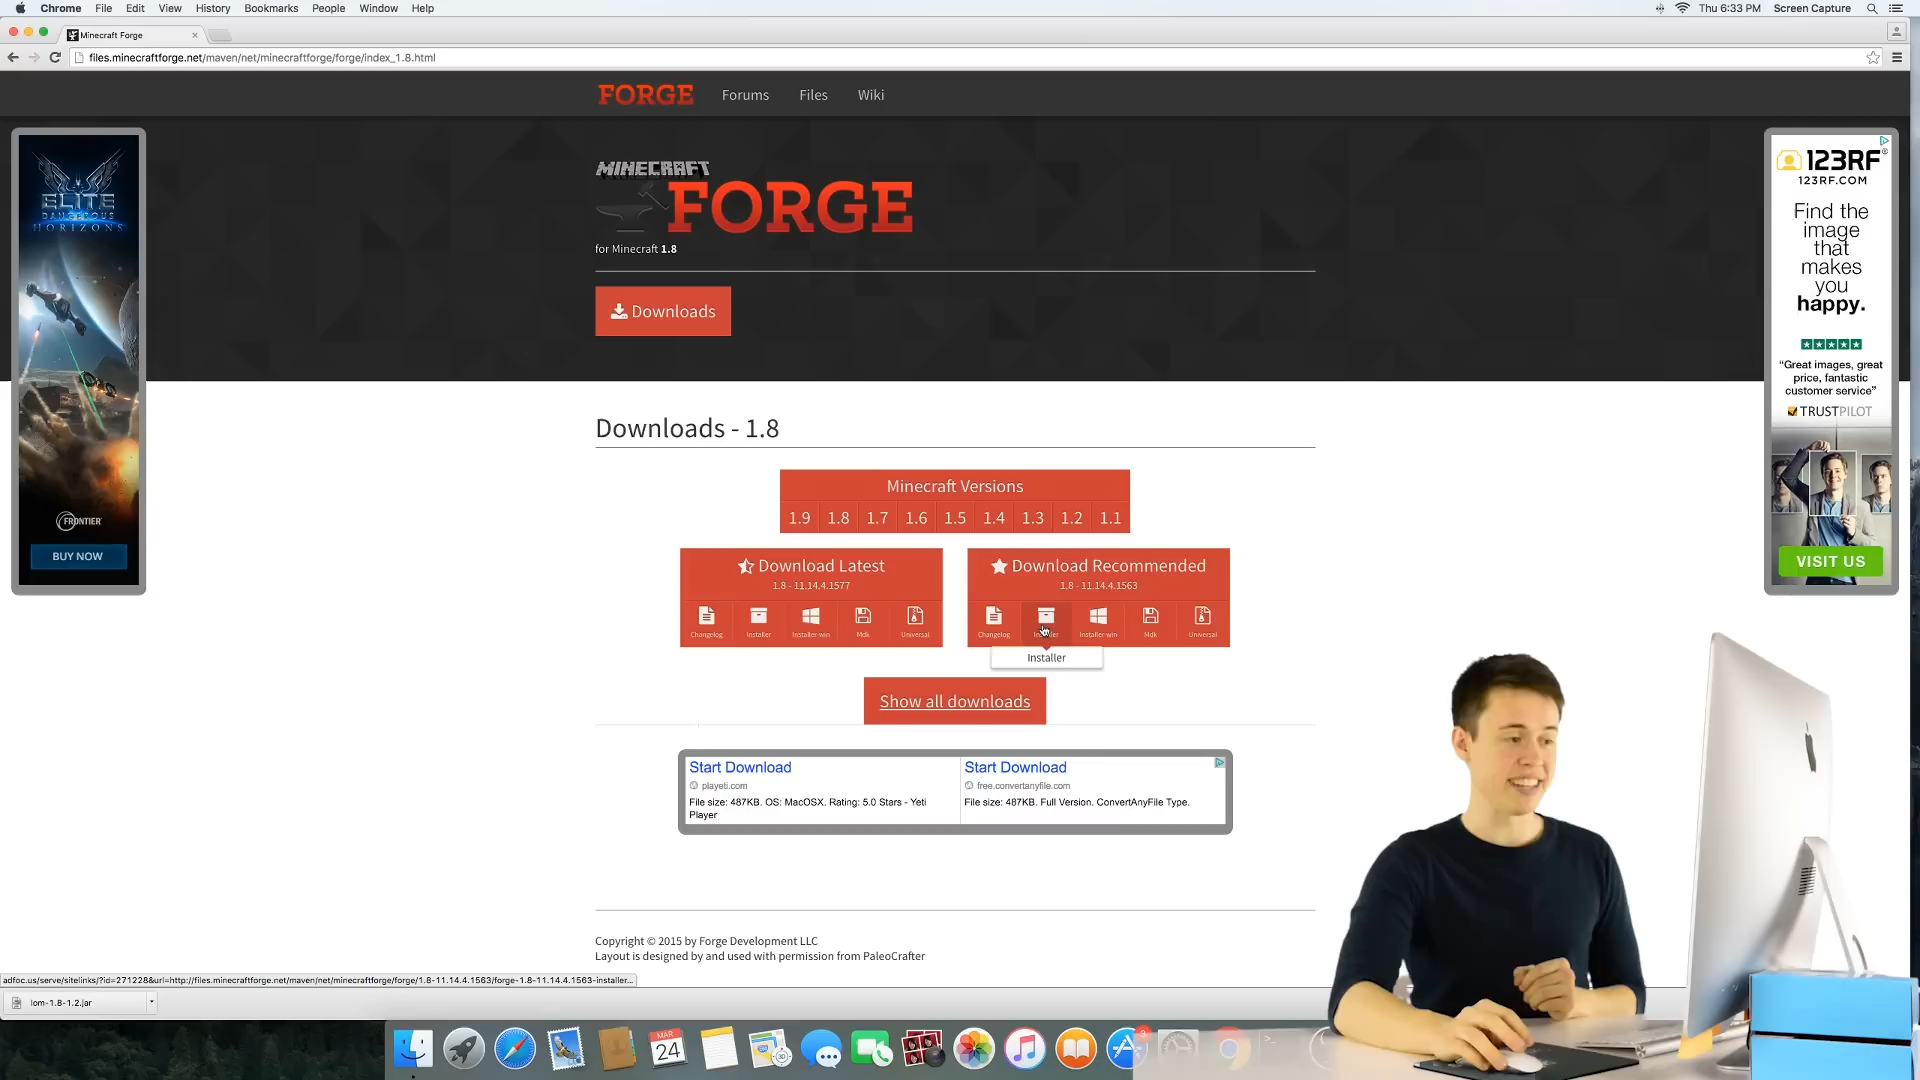 Chrome File Edit View History Bookmarks People Window Help
Thu 6:33 PM Screen Capture
Minecraft Forge
files.minecraftforge.net/maven/net/minecraftforge/forge/index_1.8.html
FORGE Forums Files Wiki
MINECRAFT
FORGE
for Minecraft 1.8
Downloads
ELITE
DANGEROUS
HORIZONS
FRONTIER
BUY NOW
123RF
123RF.COM
Find the
image
that
makes
you
happy.
“Great images, great
price, fantastic
customer service”
TRUSTPILOT
VISIT US
Downloads - 1.8
Minecraft Versions
1.9 1.8 1.7 1.6 1.5 1.4 1.3 1.2 1.1
Download Latest
1.8 - 11.14.4.1577
Changelog Installer Installer-win Mdk Universal
Download Recommended
1.8 - 11.14.4.1563
Changelog Installer-win Mdk Universal
Installer
Show all downloads
Start Download
playeti.com
File size: 487KB. OS: MacOSX. Rating: 5.0 Stars - Yeti
Player
Start Download
free.convertanyfile.com
File size: 487KB. Full Version. ConvertAnyFile Type.
Copyright © 2015 by Forge Development LLC
Layout is designed by and used with permission from PaleoCrafter
adfoc.us/serve/sitelinks/?id=271228&url=http://files.minecraftforge.net/maven/net/minecraftforge/forge/1.8-11.14.4.1563/forge-1.8-11.14.4.1563-installer...
lom-1.8-1.2.jar
MAR
24
3